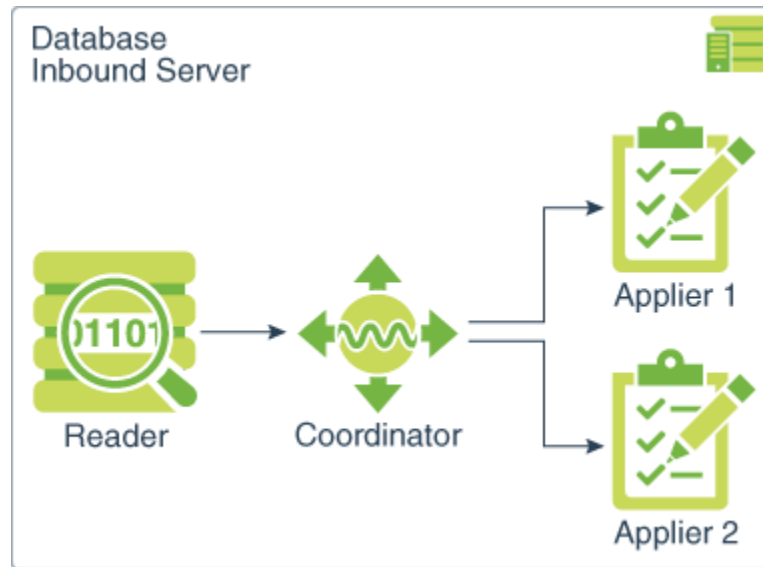 Database
Inbound Server
01101
Reader
Coordinator
Applier 1
Applier 2